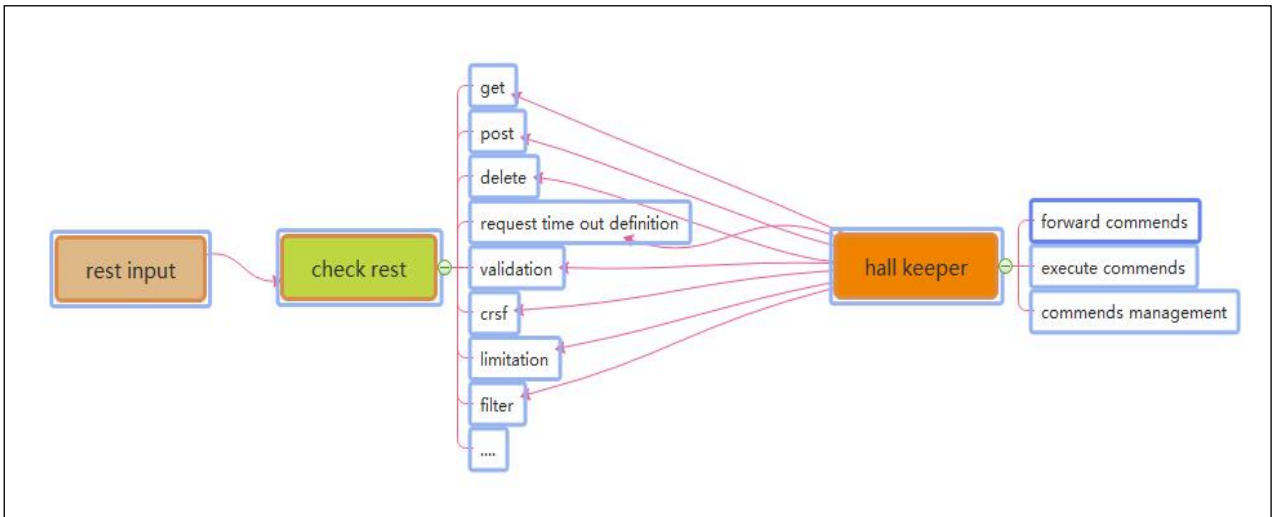 rest input
check rest
get
post
delete
request time out definition
validation
crsf
limitation
filter
....
hall keeper
forward commends
execute commends
commends management